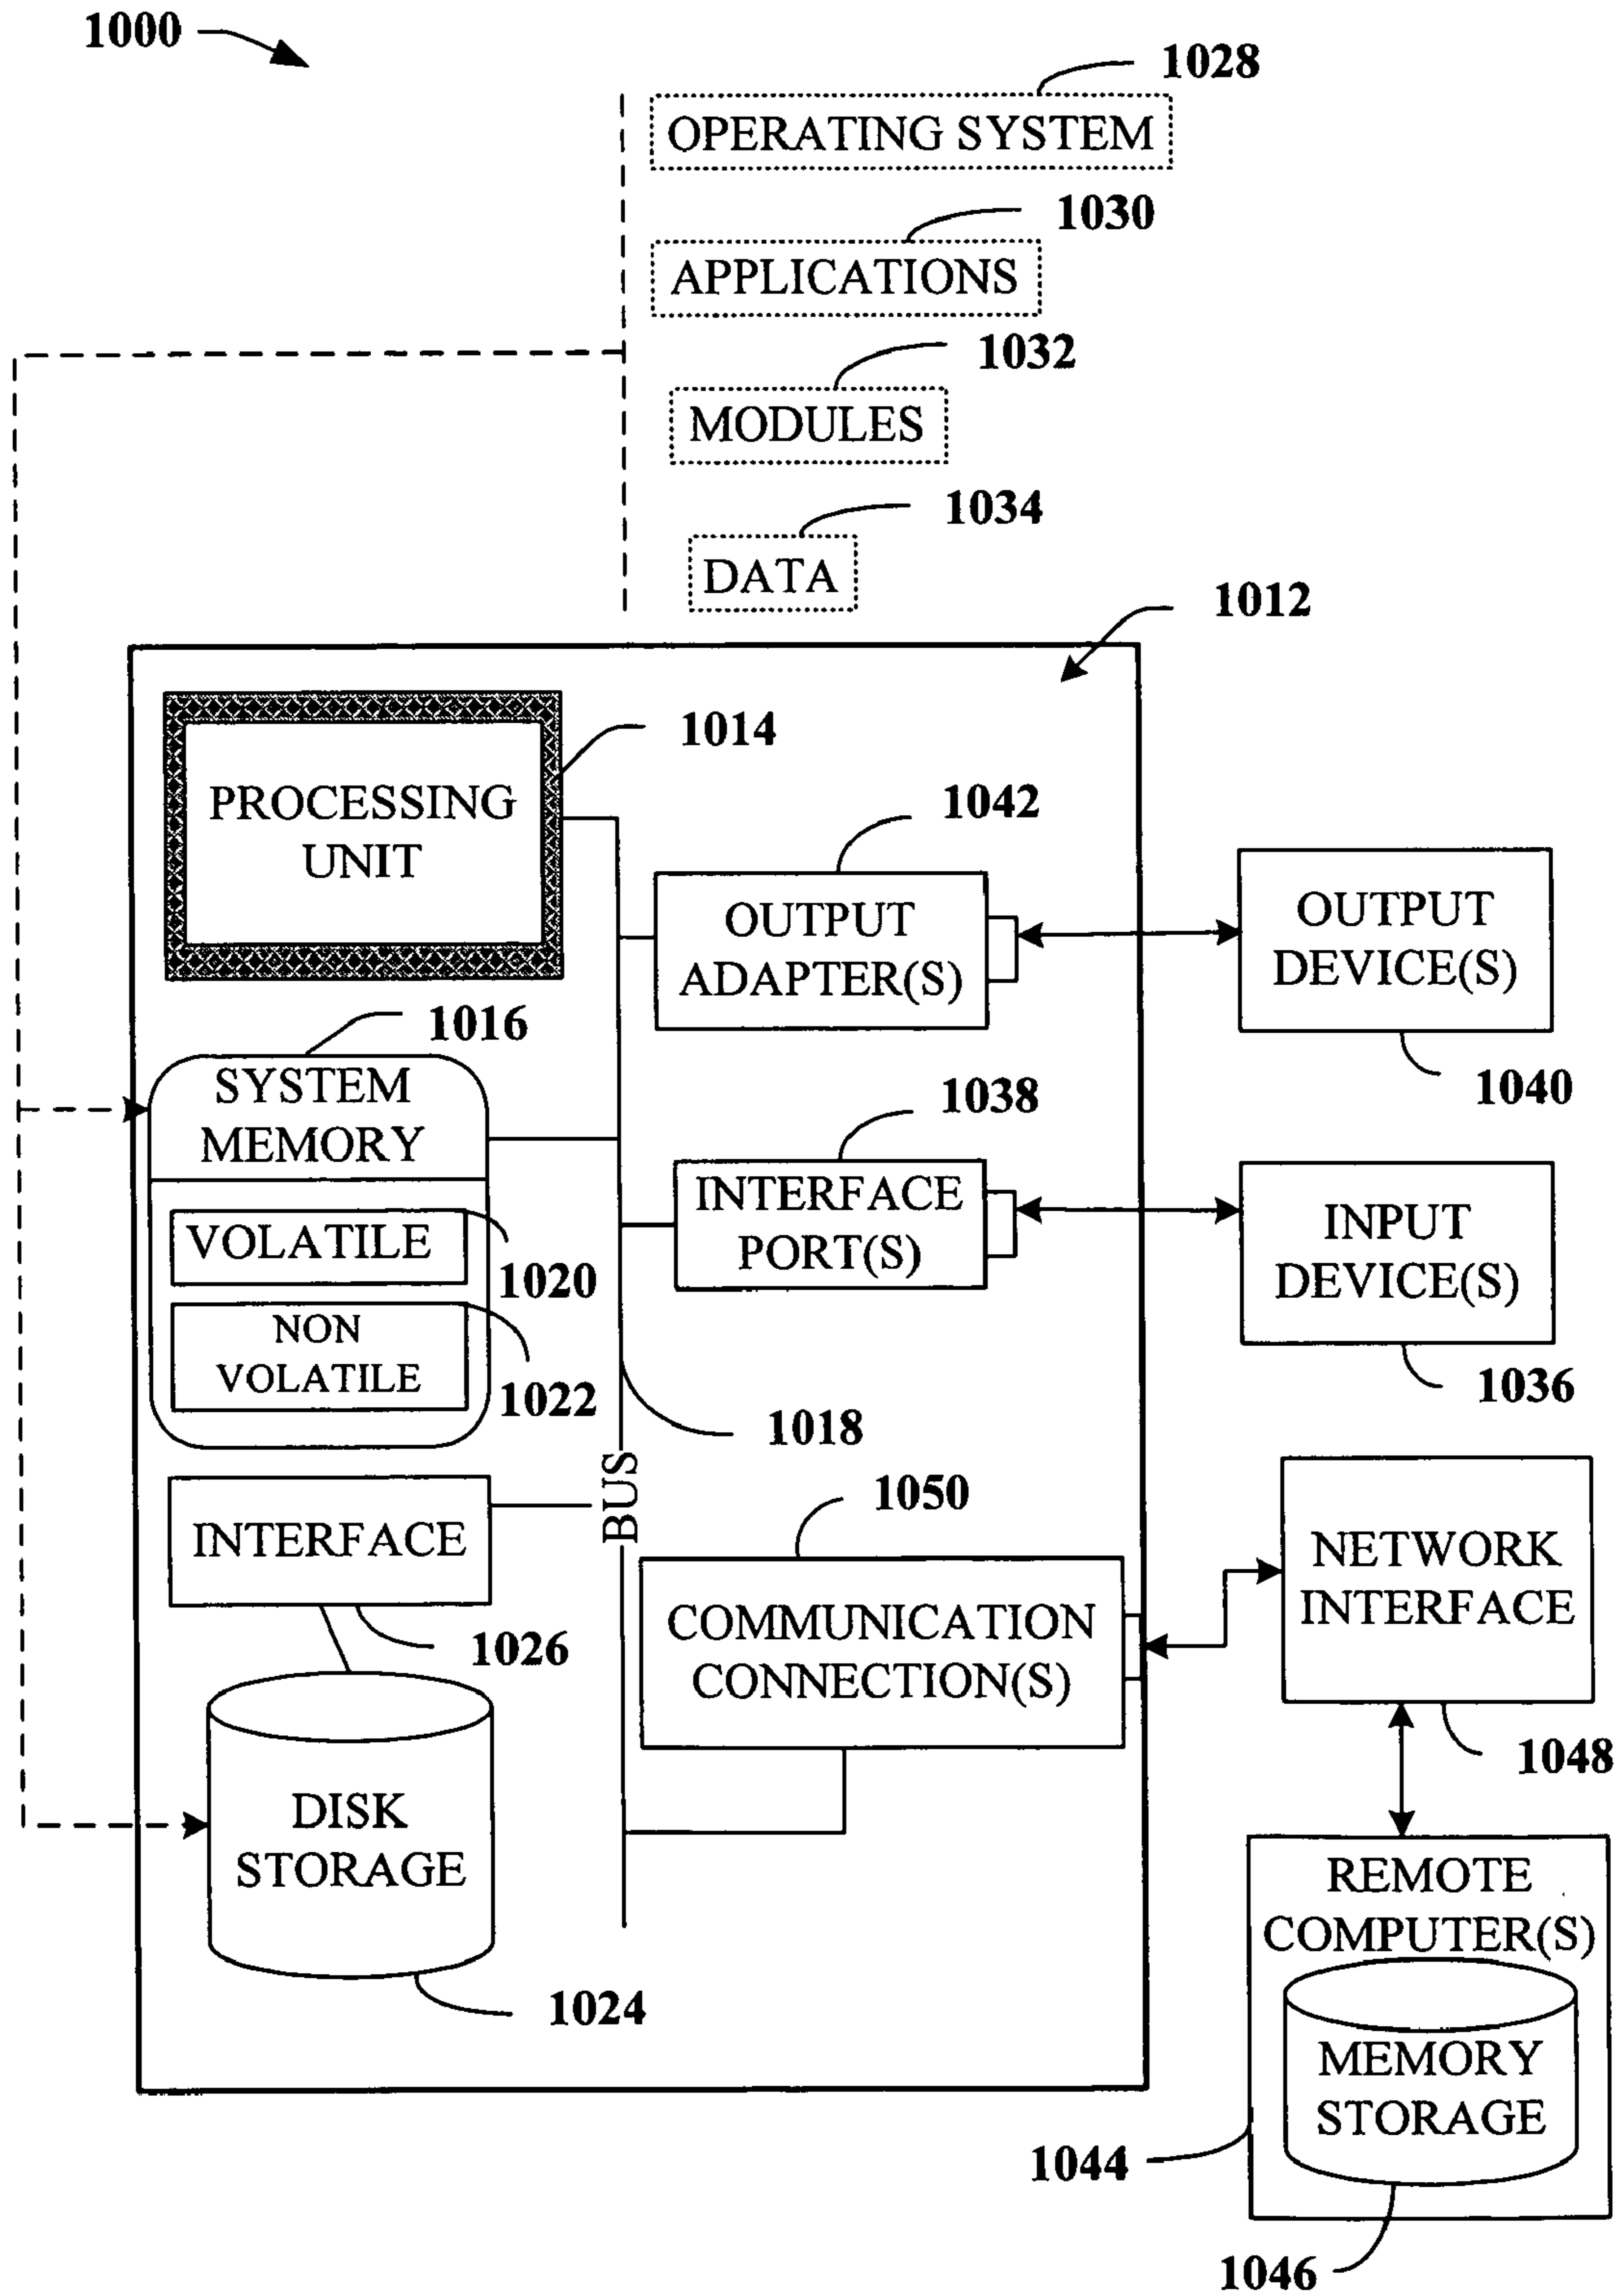 1000
1028
OPERATING SYSTEM
1030
APPLICATIONS
1032
MODULES
1034
DATA
1012
PROCESSING
UNIT
1014
1042
OUTPUT
ADAPTER(S)
OUTPUT
DEVICE(S)
1040
1016
SYSTEM
MEMORY
VOLATILE
1020
NON
VOLATILE
1022
1038
INTERFACE
PORT(S)
INPUT
DEVICE(S)
1036
1018
BUS
INTERFACE
1026
1050
COMMUNICATION
CONNECTION(S)
NETWORK
INTERFACE
1048
DISK
STORAGE
1024
REMOTE
COMPUTER(S)
MEMORY
STORAGE
1044
1046